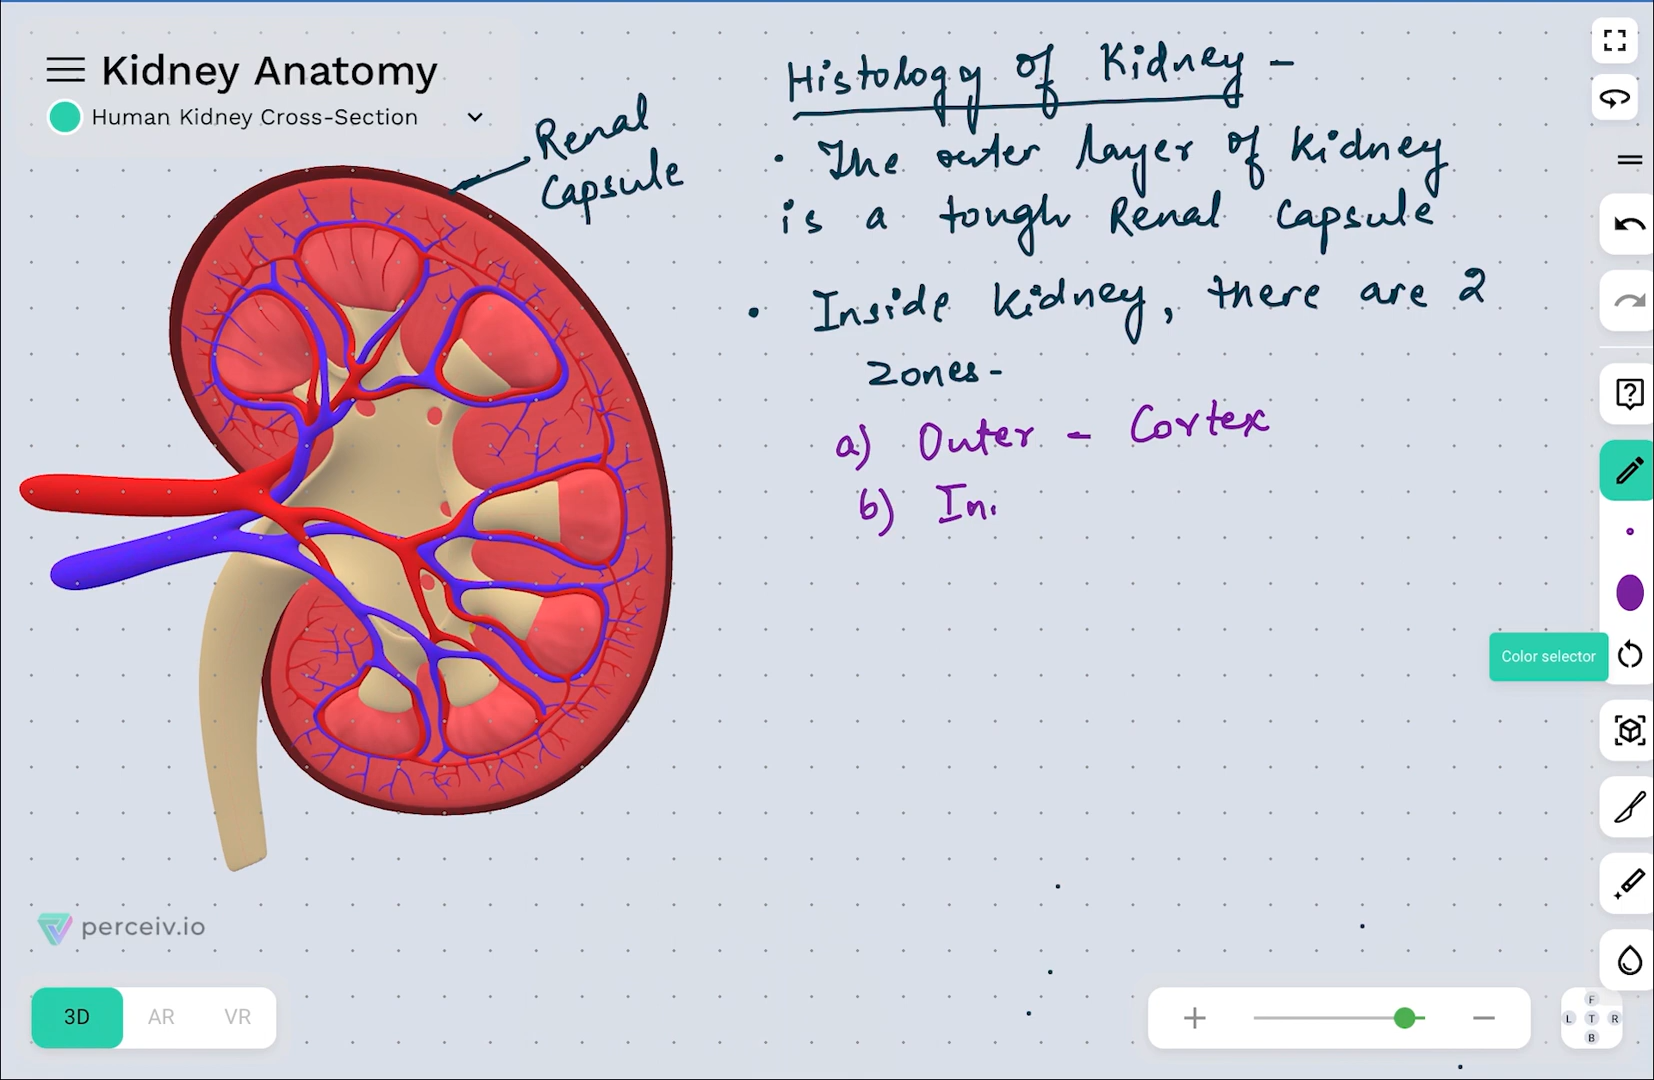 Kidney Anatomy
Human Kidney Cross-Section
Renal
Capsule
Histology of Kidney -
• The outer layer of Kidney
is a tough Renal Capsule
• Inside Kidney, there are 2
zones-
a) Outer - Cortex
b) In
Color selector
perceiv.io
3D AR VR
F
L T R
B